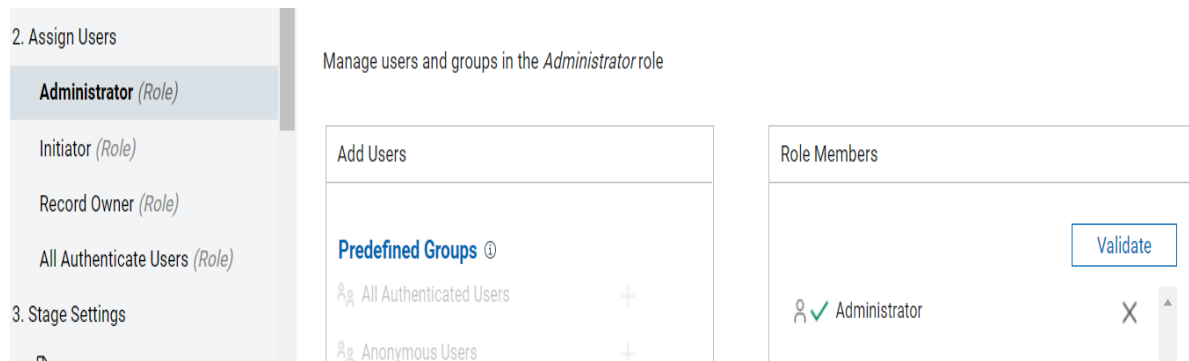 2. Assign Users
Administrator (Role)
Initiator (Role)
Record Owner (Role)
All Authenticate Users (Role)
3. Stage Settings
Manage users and groups in the Administrator role
Add Users
Predefined Groups
All Authenticated Users
Anonymous Users
Role Members
Validate
Administrator